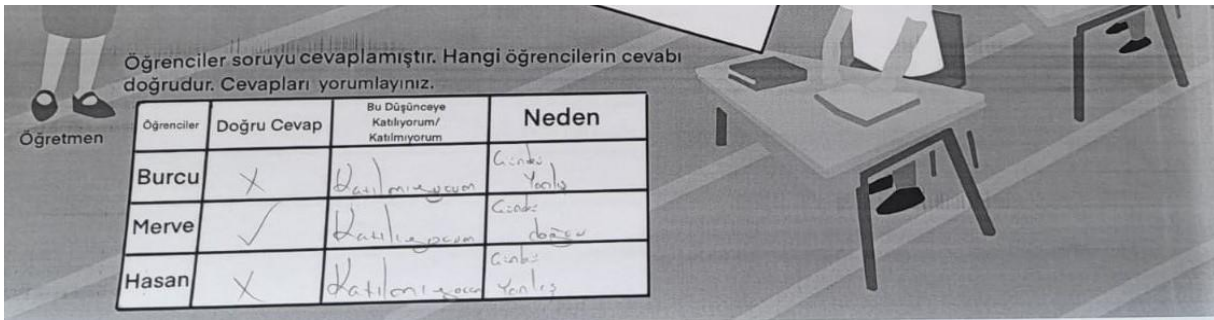 Öğrenciler soruyu cevaplamıştır. Hangi öğrencilerin cevabı
doğrudur. Cevapları yorumlayınız.
Öğretmen
Öğrenciler Doğru Cevap Bu Düşünceye Katılıyorum/ Katılmıyorum Neden
Burcu X Katılmıyorum Çünkü
Yanlış
Merve ✓ Katılıyorum Çünkü
doğru
Hasan X Katılmıyorum Çünkü
Yanlış